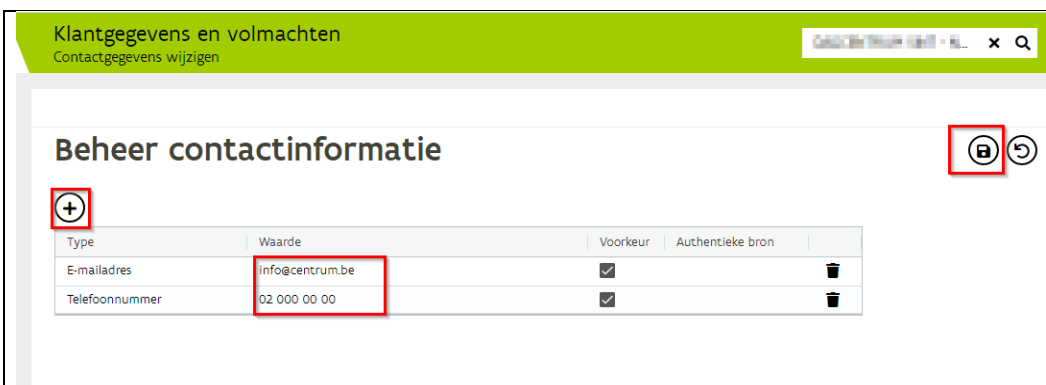 Klantgegevens en volmachten
Contactgegevens wijzigen
Beheer contactinformatie
Type Waarde Voorkeur Authentieke bron
E-mailadres info@centrum.be
Telefoonnummer 02 000 00 00